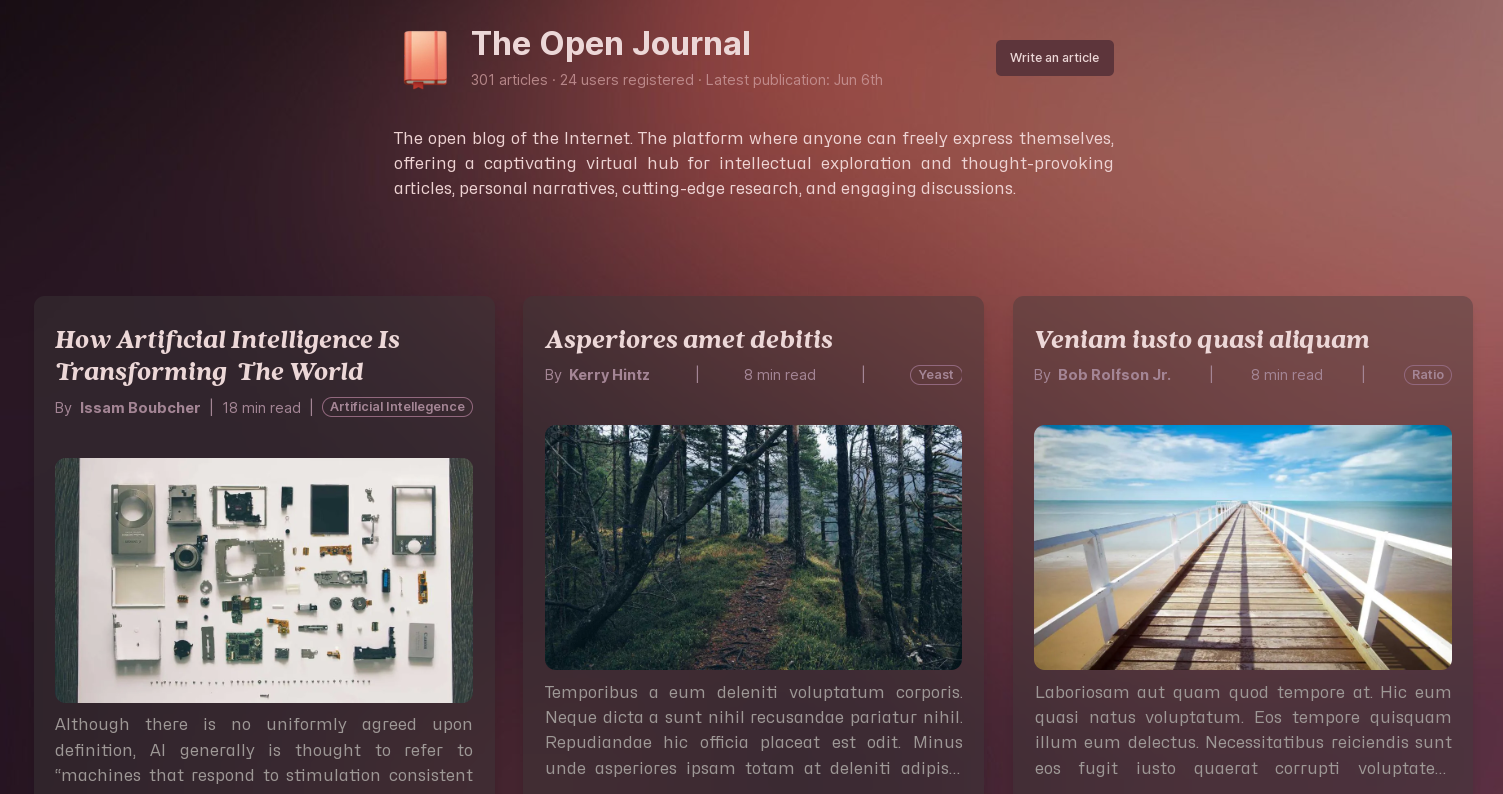 The Open Journal
301 articles · 24 users registered · Latest publication: Jun 6th
Write an article
The open blog of the Internet. The platform where anyone can freely express themselves,
offering a captivating virtual hub for intellectual exploration and thought-provoking
articles, personal narratives, cutting-edge research, and engaging discussions.
How Artificial Intelligence Is
Transforming The World
By Issam Boubcher | 18 min read | Artificial Intellegence
Although there is no uniformly agreed upon
definition, AI generally is thought to refer to
“machines that respond to stimulation consistent
Asperiores amet debitis
By Kerry Hintz | 8 min read | Yeast
Temporibus a eum deleniti voluptatum corporis.
Neque dicta a sunt nihil recusandae pariatur nihil.
Repudiandae hic officia placeat est odit. Minus
unde asperiores ipsam totam at deleniti adipis...
Veniam iusto quasi aliquam
By Bob Rolfson Jr. | 8 min read | Ratio
Laboriosam aut quam quod tempore at. Hic eum
quasi natus voluptatum. Eos tempore quisquam
illum eum delectus. Necessitatibus reiciendis sunt
eos fugit iusto quaerat corrupti voluptate...